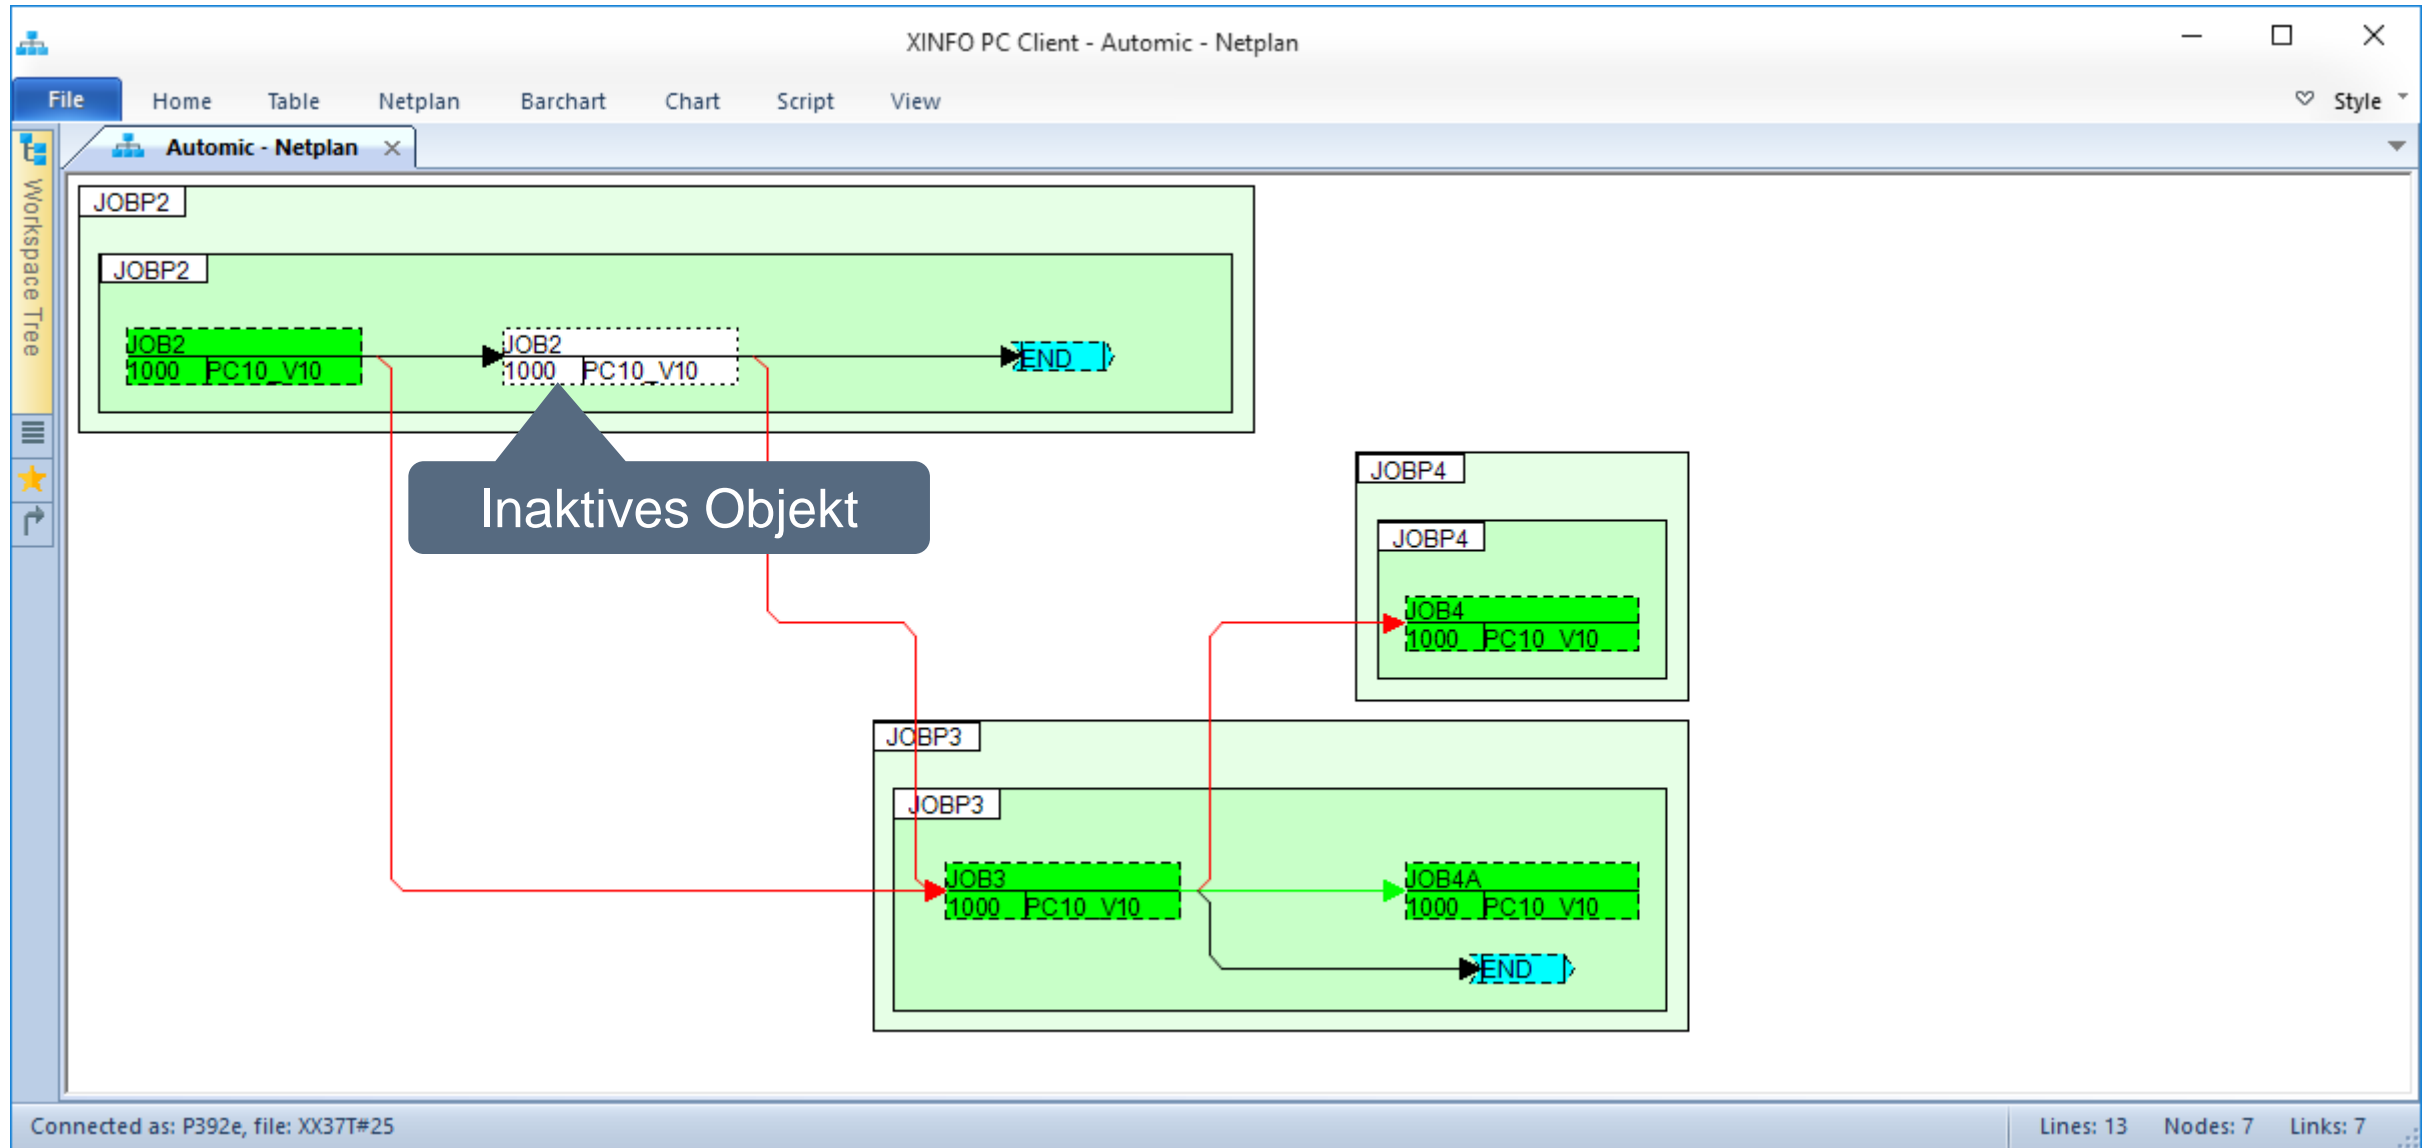 XINFO PC Client - Automic - Netplan
File Home Table Netplan Barchart Chart Script View Style
Automic - Netplan
Workspace Tree
JOBP2
JOBP2
JOB2
1000 PC10_V10
JOB2
1000 PC10_V10
END
Inaktives Objekt
JOBP4
JOBP4
JOB4
1000 PC10_V10
JOBP3
JOBP3
JOB3
1000 PC10_V10
JOB4A
1000 PC10_V10
END
Connected as: P392e, file: XX37T#25
Lines: 13 Nodes: 7 Links: 7